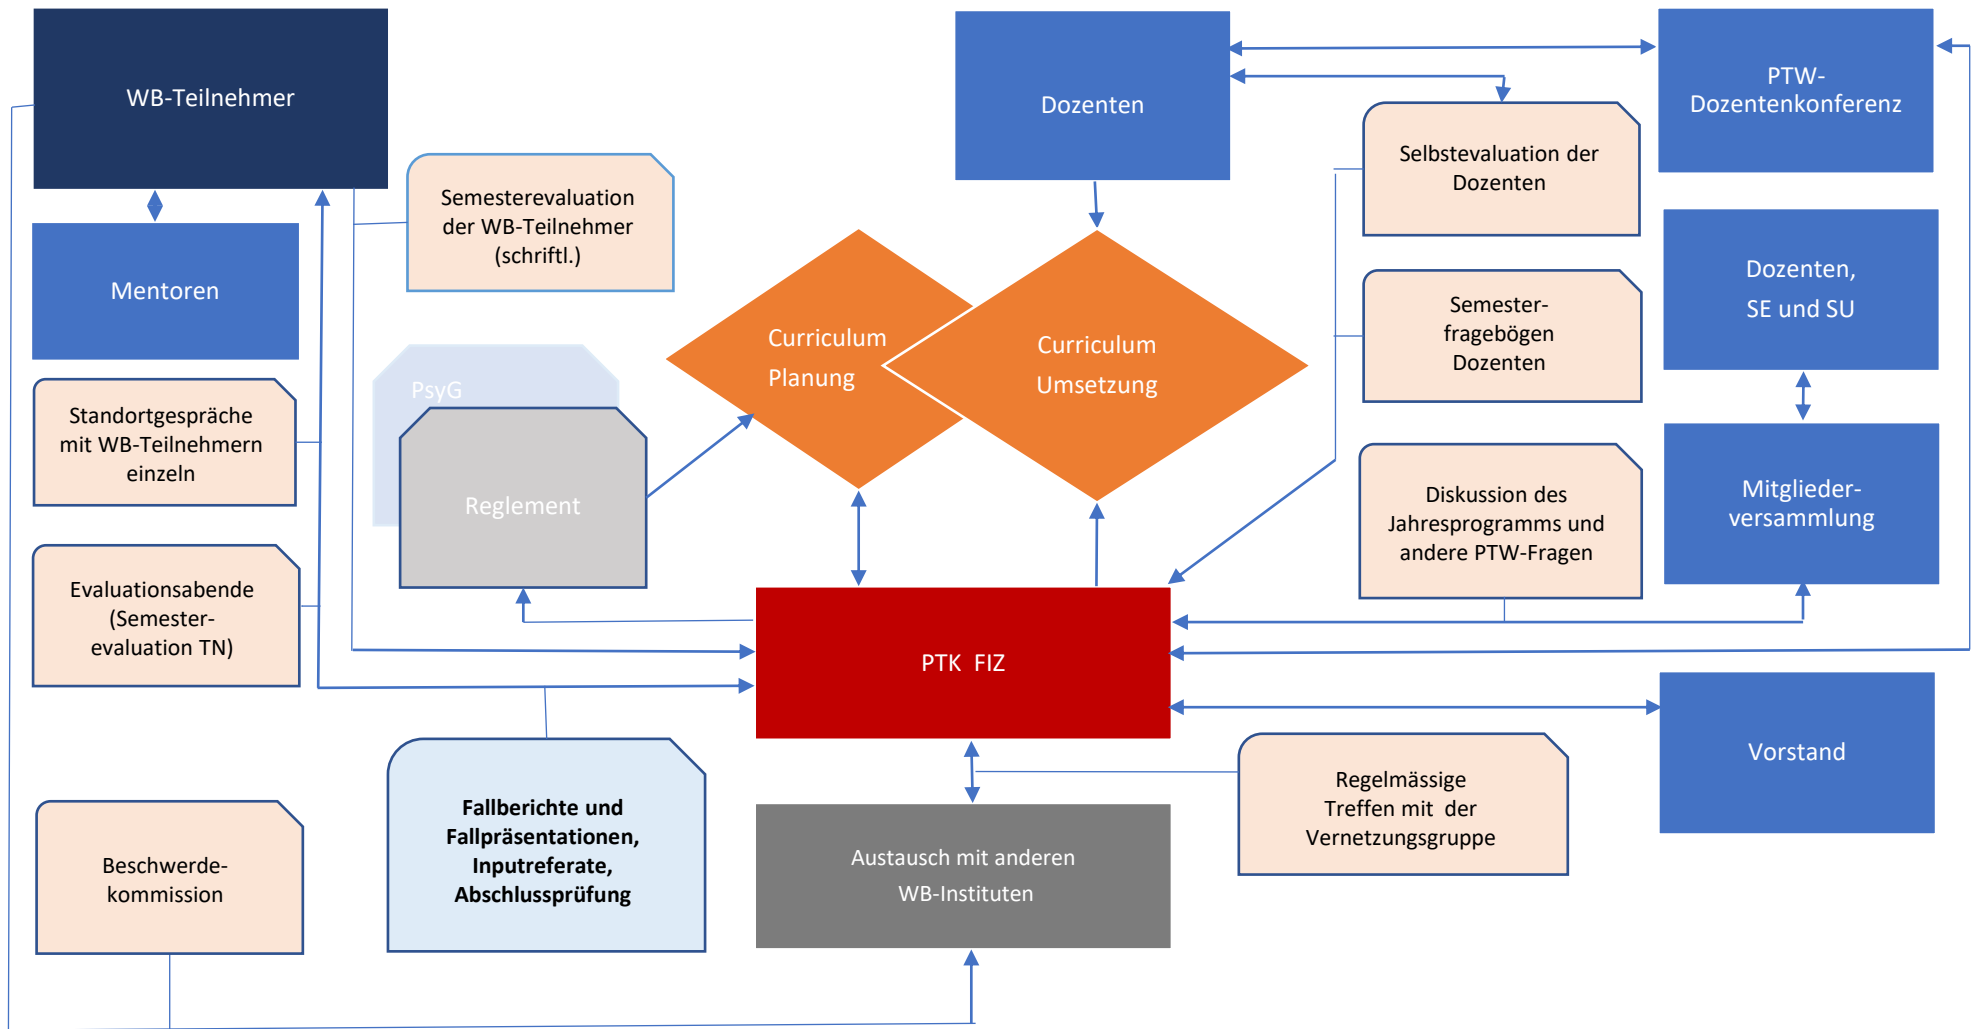 WB-Teilnehmer
Dozenten
PTW-
Dozentenkonferenz
Semesterevaluation
der WB-Teilnehmer
(schriftl.)
Selbstevaluation der
Dozenten
Mentoren
Dozenten,
SE und SU
Curriculum
Planung
Curriculum
Umsetzung
Semester-
fragebögen
Dozenten
PsyG
Reglement
Standortgespräche
mit WB-Teilnehmern
einzeln
Diskussion des
Jahresprogramms und
andere PTW-Fragen
Mitglieder-
versammlung
Evaluationsabende
(Semester-
evaluation TN)
PTK  FIZ
Vorstand
Fallberichte und
Fallpräsentationen,
Inputreferate,
Abschlussprüfung
Regelmässige
Treffen mit  der
Vernetzungsgruppe
Beschwerde-
kommission
Austausch mit anderen
WB-Instituten